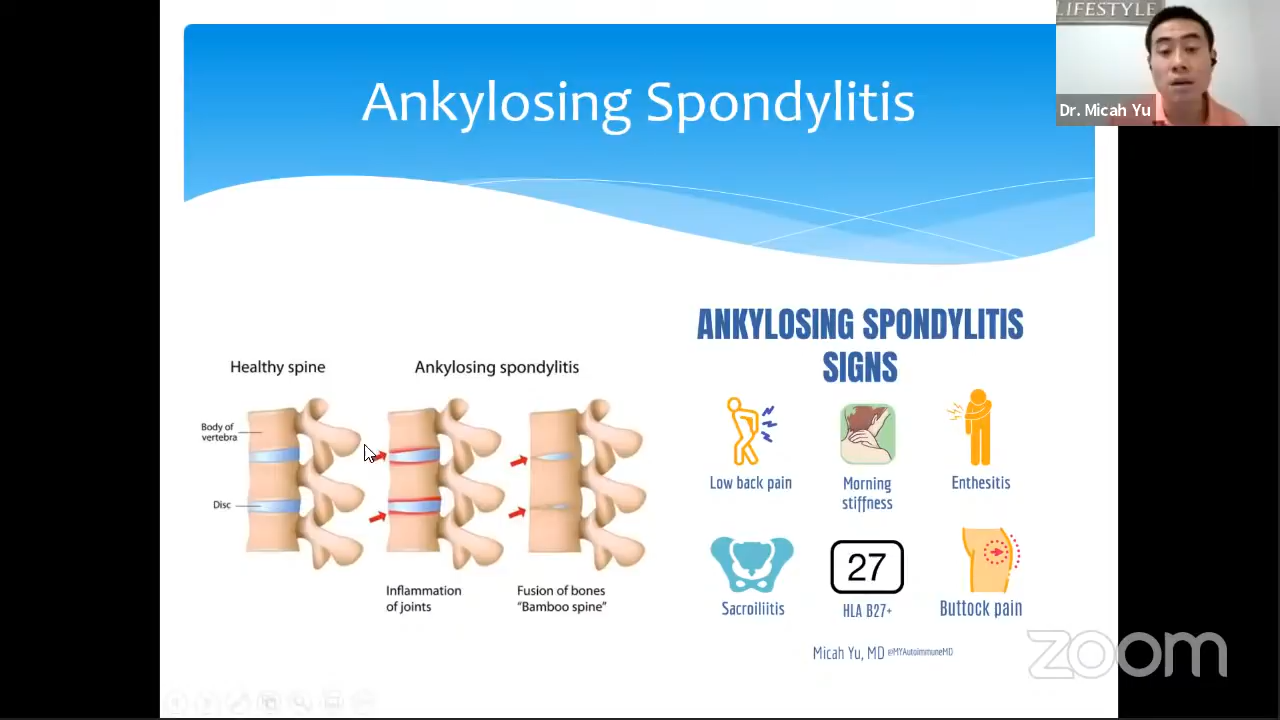 LIFESTYLE
Dr. Micah Yu
Ankylosing Spondylitis
Healthy spine
Ankylosing spondylitis
Body of
vertebra
Disc
Inflammation
of joints
Fusion of bones
"Bamboo spine"
ANKYLOSING SPONDYLITIS
SIGNS
Low back pain
Morning
stiffness
Enthesitis
Sacroiliitis
27
HLA B27+
Buttock pain
Micah Yu, MD @MYAutoimmuneMD
zoom